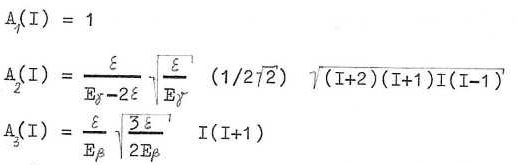 A₁(I) = 1
A₂(I) = ε/(Eγ-2ε) √(ε/Eγ) (1/2√2) √((I+2)(I+1)I(I-1))
A₃(I) = ε/Eβ √(3ε/2Eβ) I(I+1)